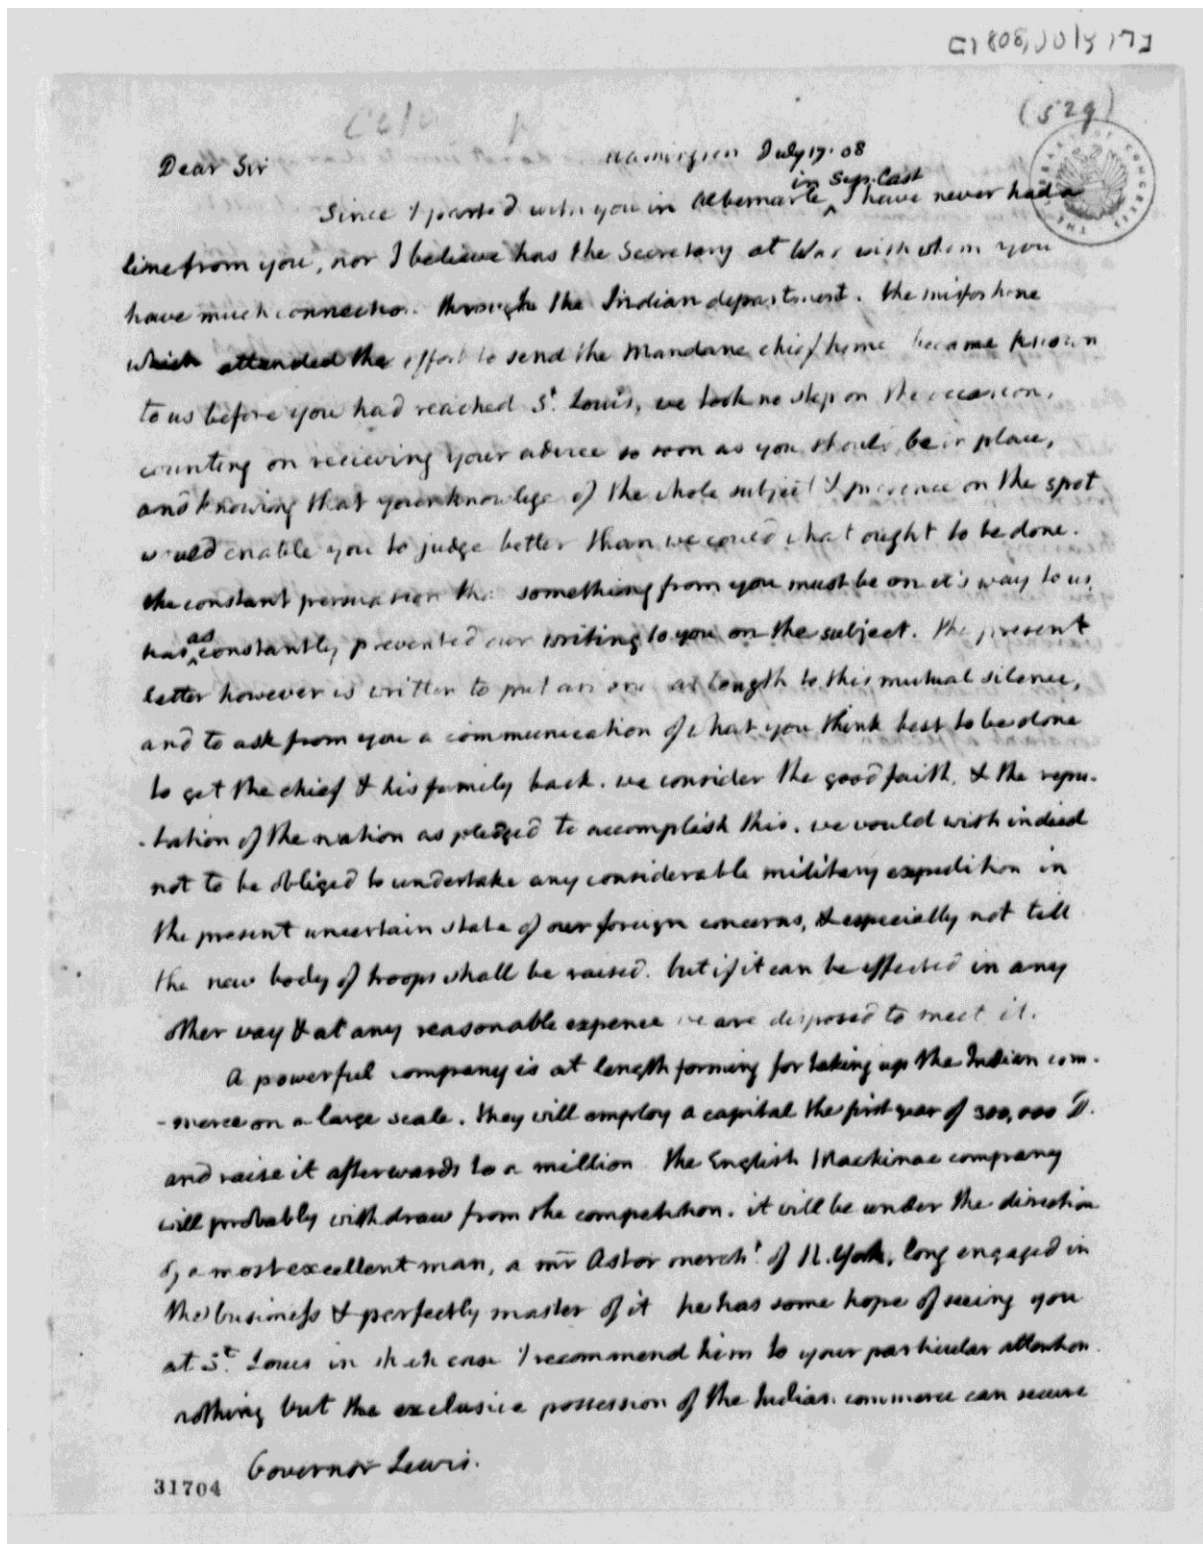 [1808, July 17]
(529)
Dear Sir
Washington July 17. 08
in Sep. last
Since I parted with you in Albemarle I have never had a
line from you, nor I believe has the Secretary at War with whom you
have much connection through the Indian department. the misfortune
which attended the effort to send the Mandane chief home became known
to us before you had reached St. Louis, we took no step on the occasion,
counting on recieving your advice so soon as you should be in place,
and knowing that your knowlege of the whole subject & presence on the spot
would enable you to judge better than we could what ought to be done.
the constant persuasion that something from you must be on it's way to us,
has as constantly prevented our writing to you on the subject. the present
letter however is written to put an end at length to this mutual silence,
and to ask from you a communication of what you think best to be done
to get the chief & his family back. we consider the good faith, & the repu-
-tation of the nation as pledged to accomplish this. we would wish indeed
not to be obliged to undertake any considerable military expedition in
the present uncertain state of our foreign concerns, & especially not till
the new body of troops shall be raised. but if it can be effected in any
other way & at any reasonable expence we are disposed to meet it.
A powerful company is at length forming for taking up the Indian com-
-merce on a large scale. they will employ a capital the first year of 300,000 D.
and raise it afterwards to a million. the English Mackinac company
will probably withdraw from the competition. it will be under the direction
of a most excellent man, a mr Astor mercht. of N. York, long engaged in
the business & perfectly master of it. he has some hope of seeing you
at St. Louis in which case I recommend him to your particular attention.
nothing but the exclusive possession of the Indian commerce can secure
Governor Lewis.
31704